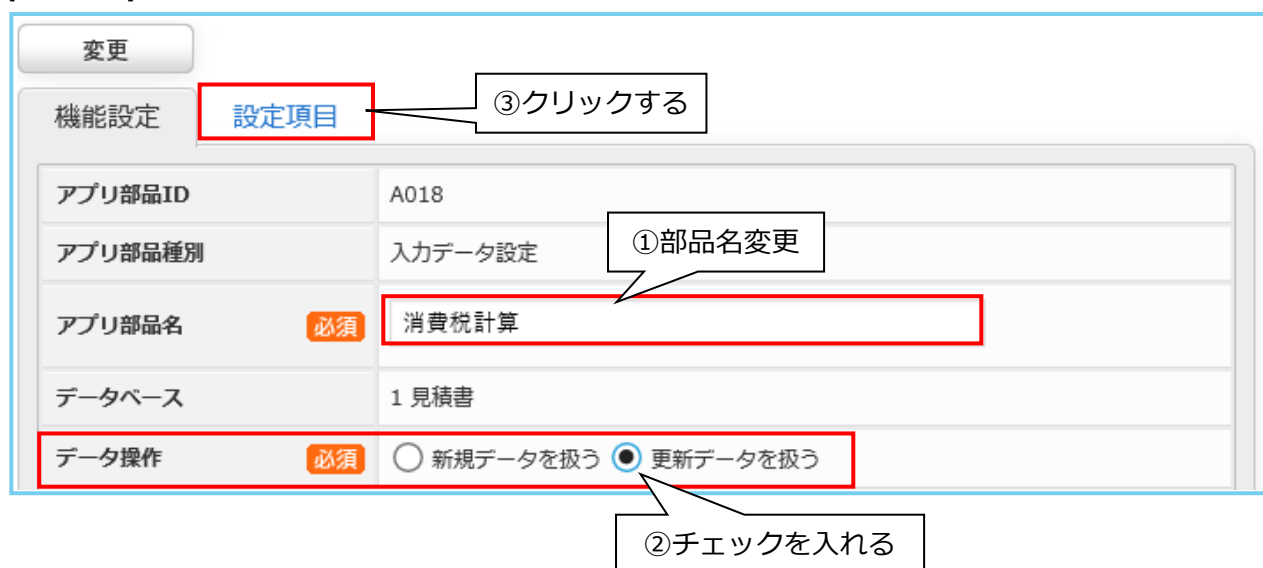 変更
機能設定 設定項目 ③クリックする
アプリ部品ID A018
アプリ部品種別 入力データ設定 ①部品名変更
アプリ部品名 必須 消費税計算
データベース 1 見積書
データ操作 必須 新規データを扱う 更新データを扱う
②チェックを入れる